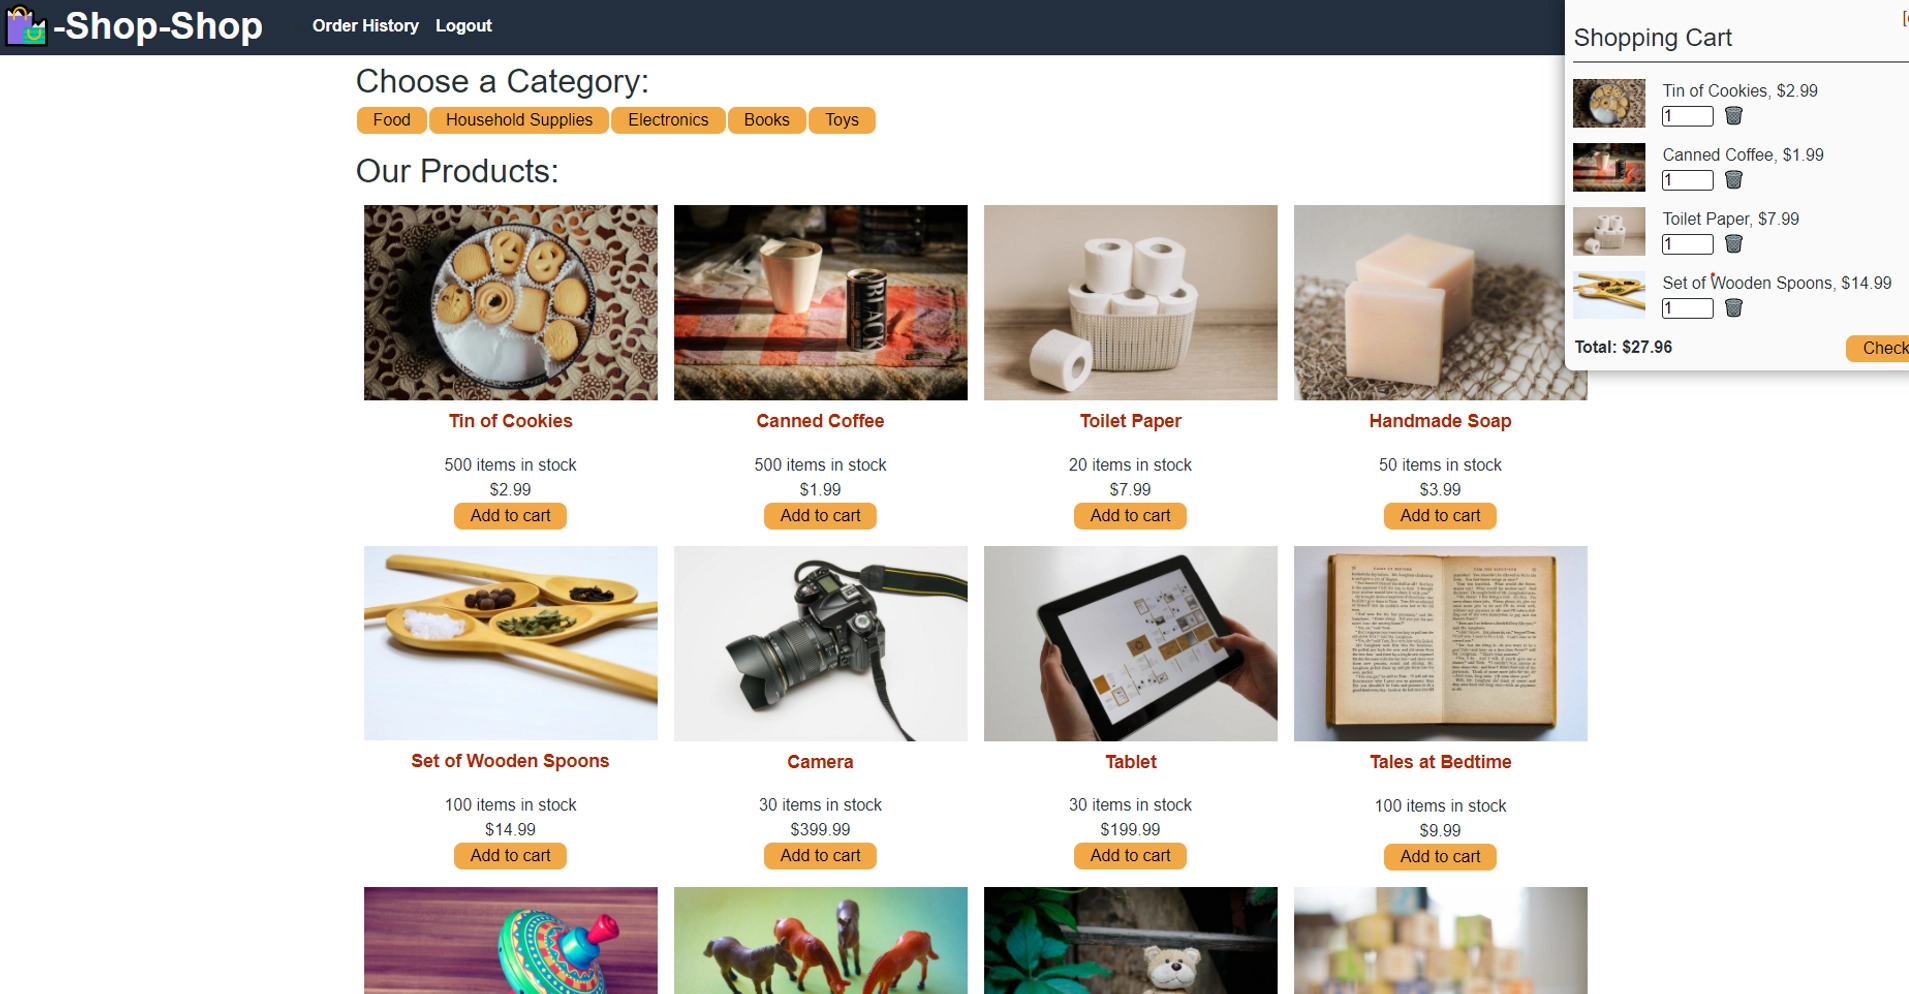 -Shop-Shop
Order History Logout
Choose a Category:
Food Household Supplies Electronics Books Toys
Our Products:
Shopping Cart
Tin of Cookies, $2.99
1
Canned Coffee, $1.99
1
Toilet Paper, $7.99
1
Set of Wooden Spoons, $14.99
1
Total: $27.96
Check
BLACK
Tin of Cookies
500 items in stock
$2.99
Add to cart
Canned Coffee
500 items in stock
$1.99
Add to cart
Toilet Paper
20 items in stock
$7.99
Add to cart
Handmade Soap
50 items in stock
$3.99
Add to cart
Set of Wooden Spoons
100 items in stock
$14.99
Add to cart
Camera
30 items in stock
$399.99
Add to cart
Tablet
30 items in stock
$199.99
Add to cart
Tales at Bedtime
100 items in stock
$9.99
Add to cart